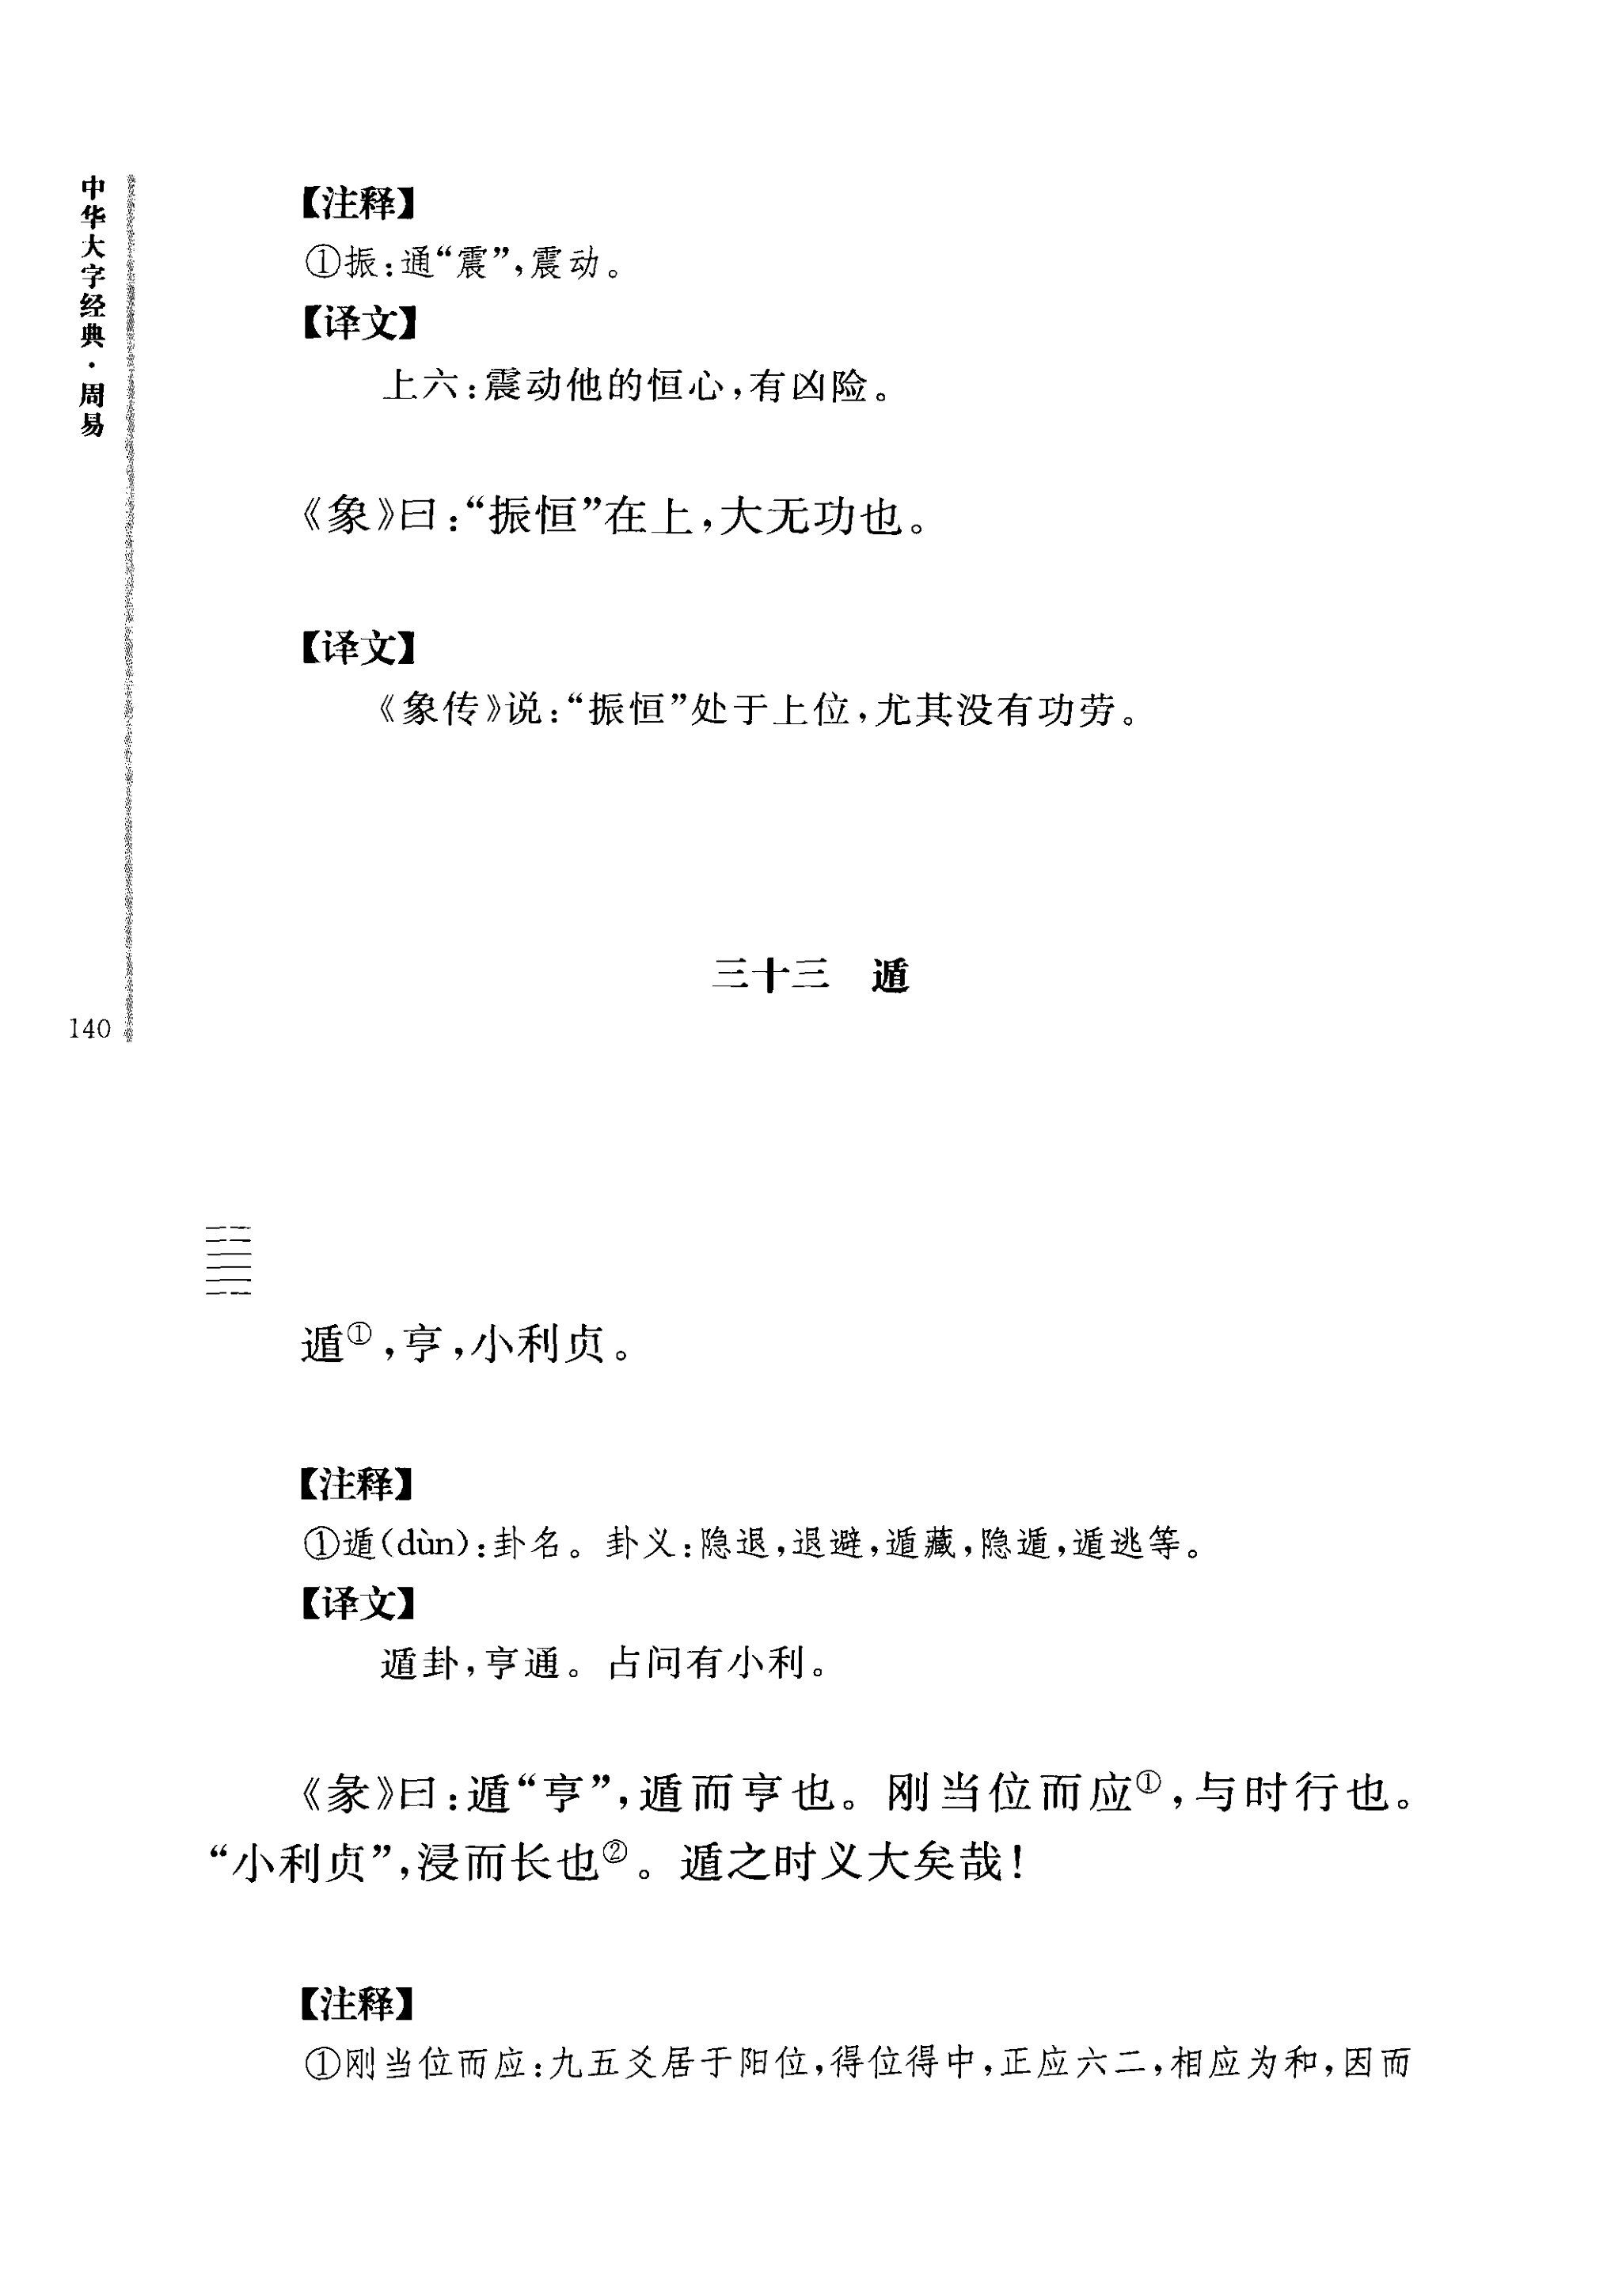 中华大字经典·周易
140
【注释】
①振：通“震”，震动。
【译文】
上六：震动他的恒心，有凶险。
《象》曰：“振恒”在上，大无功也。
【译文】
《象传》说：“振恒”处于上位，尤其没有功劳。
三十三　遁
遁①，亨，小利贞。
【注释】
①遁(dùn)：卦名。卦义：隐退，退避，遁藏，隐遁，遁逃等。
【译文】
遁卦，亨通。占问有小利。
《彖》曰：遁“亨”，遁而亨也。刚当位而应①，与时行也。
“小利贞”，浸而长也②。遁之时义大矣哉！
【注释】
①刚当位而应：九五爻居于阳位，得位得中，正应六二，相应为和，因而